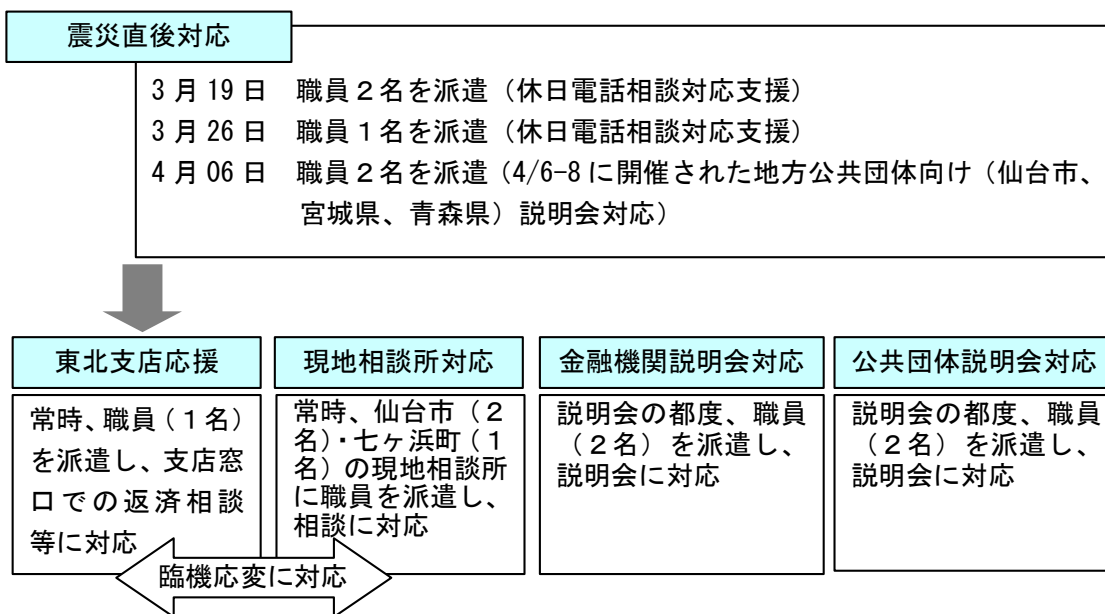 震災直後対応
3月19日 職員2名を派遣（休日電話相談対応支援）
3月26日 職員1名を派遣（休日電話相談対応支援）
4月06日 職員2名を派遣（4/6-8に開催された地方公共団体向け（仙台市、
宮城県、青森県）説明会対応）
東北支店応援
常時、職員（1名）
を派遣し、支店窓
口での返済相談
等に対応
現地相談所対応
常時、仙台市（2
名）・七ヶ浜町（1
名）の現地相談所
に職員を派遣し、
相談に対応
臨機応変に対応
金融機関説明会対応
説明会の都度、職員
（2名）を派遣し、
説明会に対応
公共団体説明会対応
説明会の都度、職員
（2名）を派遣し、
説明会に対応